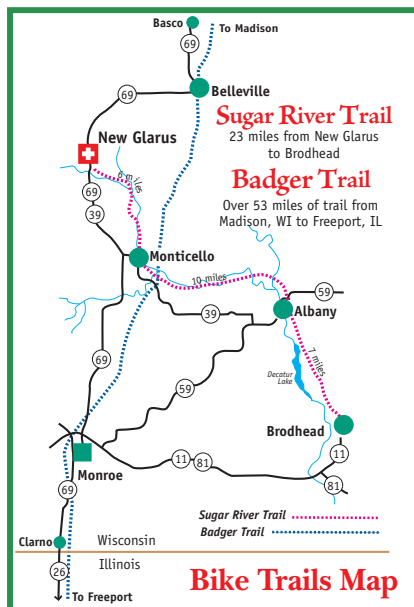 Basco
To Madison
69
69
Belleville
Sugar River Trail
23 miles from New Glarus
to Brodhead
New Glarus
Badger Trail
Over 53 miles of trail from
Madison, WI to Freeport, IL
6 miles
69
39
Monticello
10 miles
59
Albany
39
69
7 miles
Decatur
Lake
59
Brodhead
11
11
81
81
Monroe
69
Sugar River Trail
Badger Trail
Clarno
Wisconsin
Illinois
26
Bike Trails Map
To Freeport